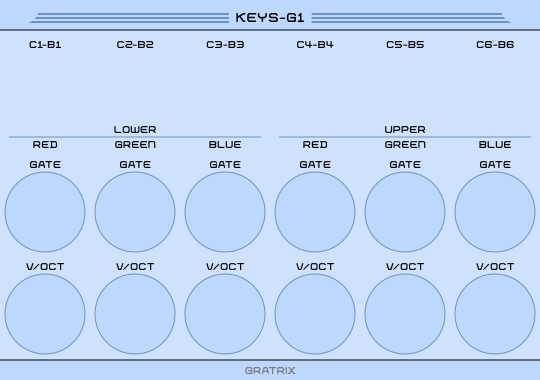 KEYS-G1
C1-B1 C2-B2 C3-B3 C4-B4 C5-B5 C6-B6
LOWER UPPER
RED GREEN BLUE RED GREEN BLUE
GATE GATE GATE GATE GATE GATE
V/OCT V/OCT V/OCT V/OCT V/OCT V/OCT
GRATRIX